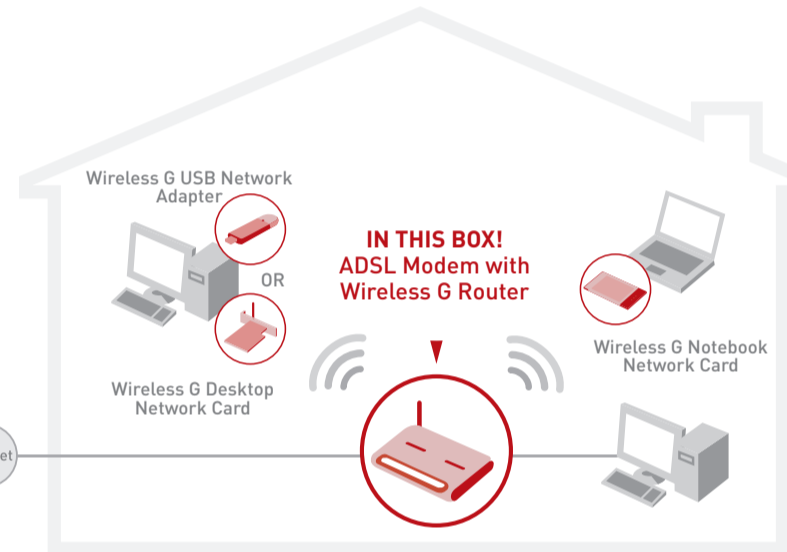 Wireless G USB Network
Adapter
OR
Wireless G Desktop
Network Card
IN THIS BOX!
ADSL Modem with
Wireless G Router
Wireless G Notebook
Network Card